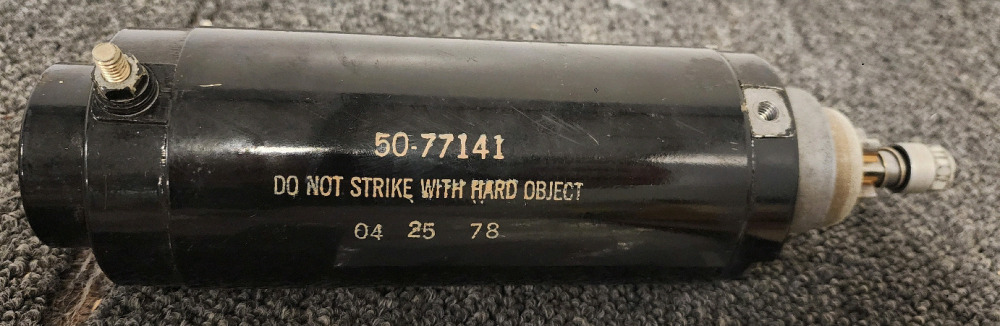 50-77141
DO NOT STRIKE WITH HARD OBJECT
04 25 78